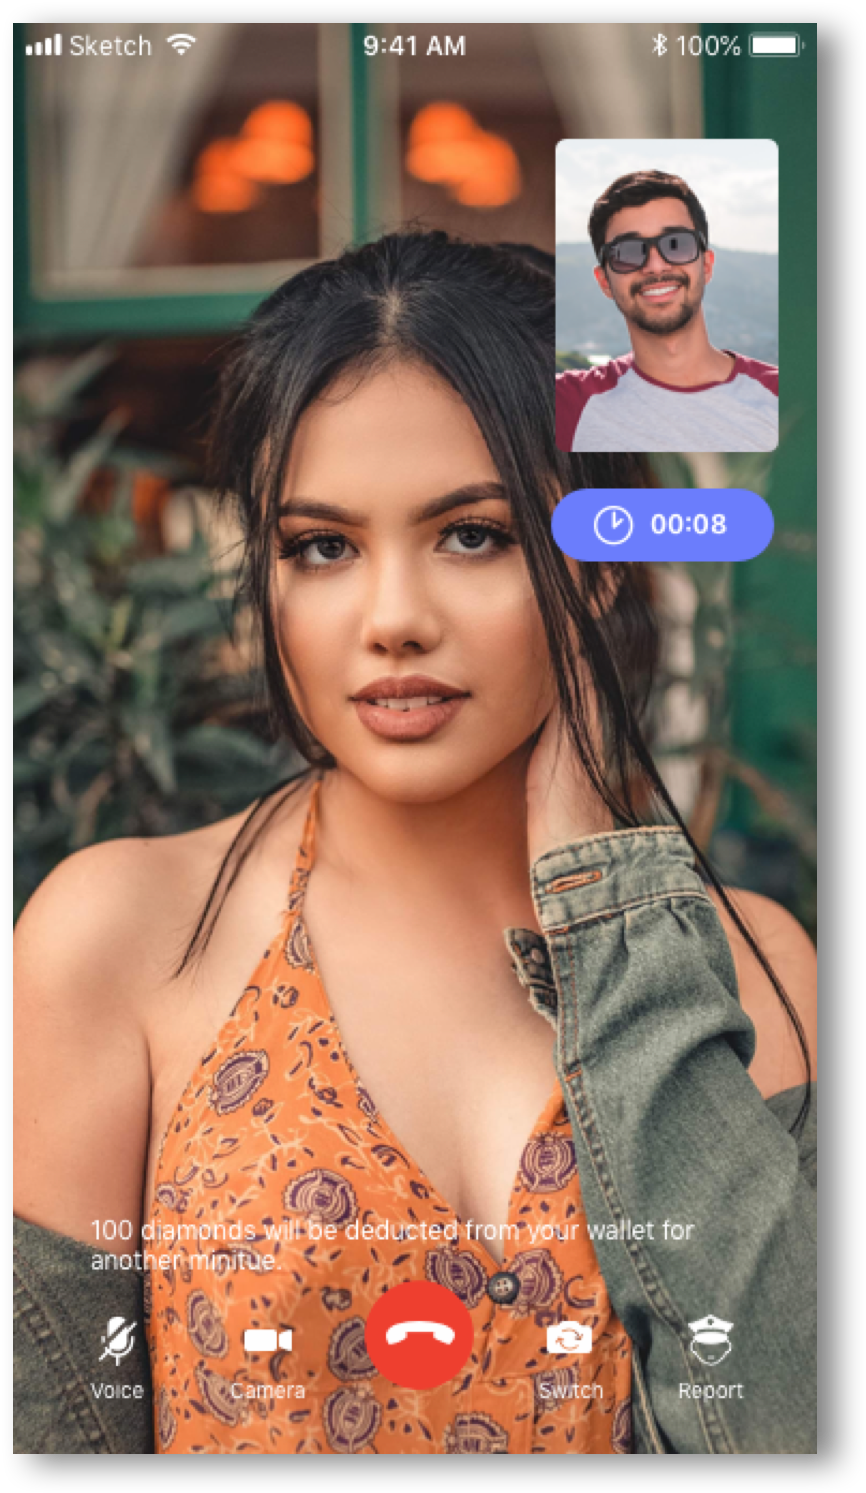 Sketch 9:41 AM 100%
00:08
100 diamonds will be deducted from your wallet for
another minitue.
Voice Camera Switch Report